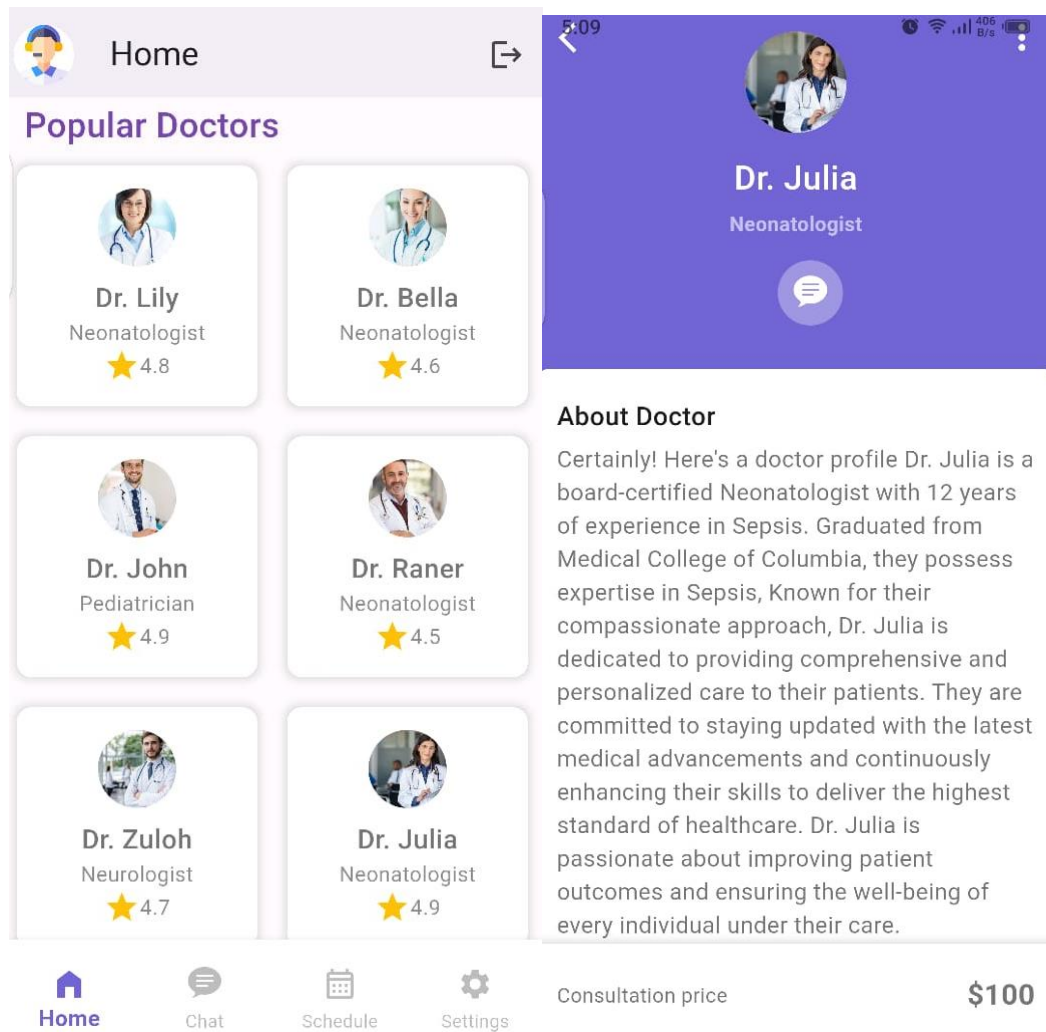 Home
Popular Doctors
Dr. Lily
Neonatologist
4.8
Dr. Bella
Neonatologist
4.6
Dr. John
Pediatrician
4.9
Dr. Raner
Neonatologist
4.5
Dr. Zuloh
Neurologist
4.7
Dr. Julia
Neonatologist
4.9
Home
Chat
Schedule
Settings
5:09
406
B/s
Dr. Julia
Neonatologist
About Doctor
Certainly! Here's a doctor profile Dr. Julia is a
board-certified Neonatologist with 12 years
of experience in Sepsis. Graduated from
Medical College of Columbia, they possess
expertise in Sepsis, Known for their
compassionate approach, Dr. Julia is
dedicated to providing comprehensive and
personalized care to their patients. They are
committed to staying updated with the latest
medical advancements and continuously
enhancing their skills to deliver the highest
standard of healthcare. Dr. Julia is
passionate about improving patient
outcomes and ensuring the well-being of
every individual under their care.
Consultation price
$100